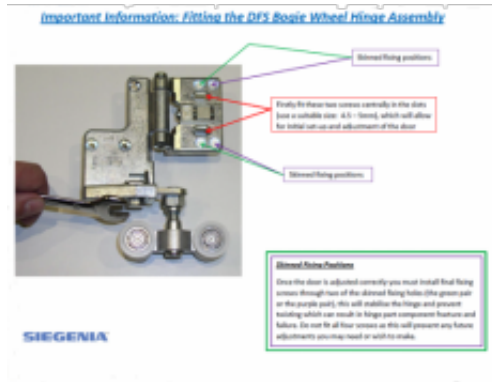 Important Information: Fitting the DFS Bogie Wheel Hinge Assembly
Skinned fixing positions
Firstly fit these two screws centrally in the slots
(use a suitable size: 4.5 – 5mm), which will allow
for initial set-up and adjustment of the door
Skinned fixing positions
Skinned Fixing Positions
Once the door is adjusted correctly you must install final fixing
screws through two of the skinned fixing holes (the green pair
or the purple pair), this will stabilise the hinge and prevent
twisting which can result in hinge part component fracture and
failure. Do not fit all four screws as this will prevent any future
adjustments you may need or wish to make.
SIEGENIA